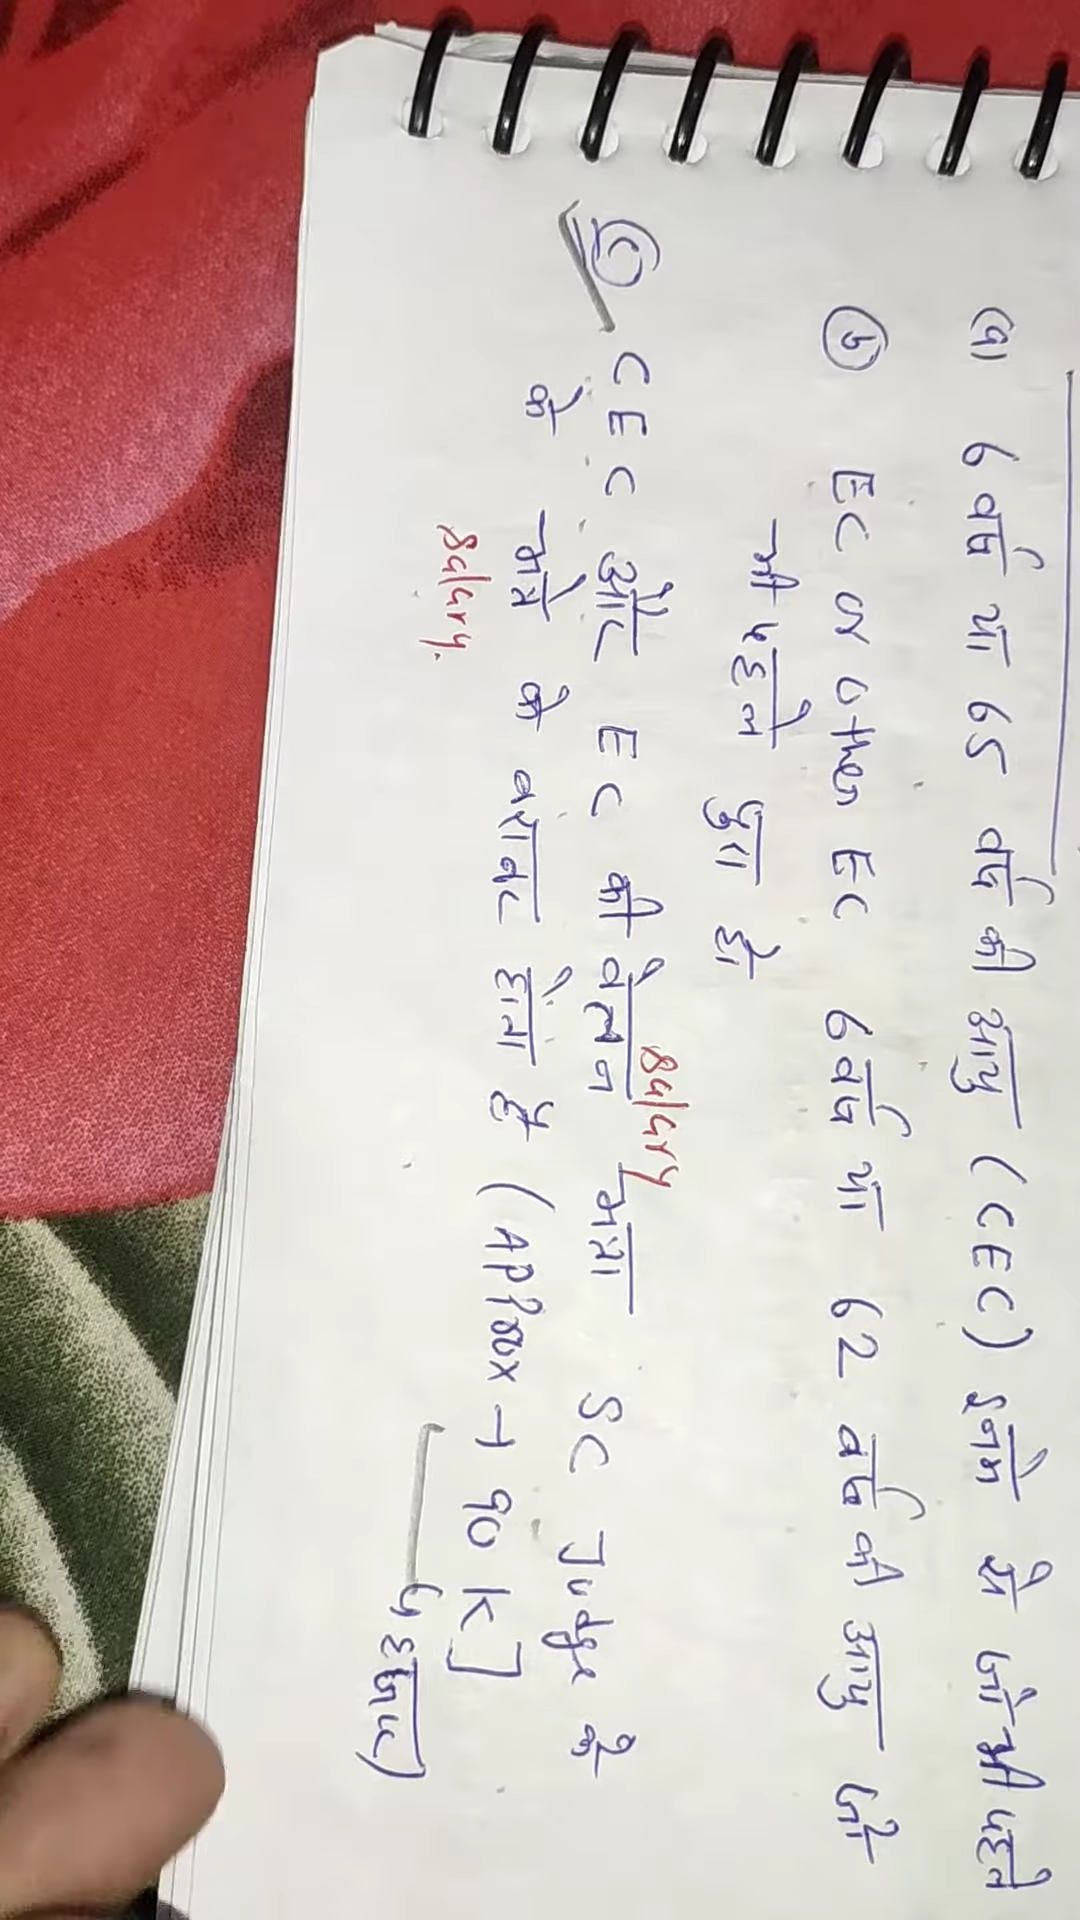 (a) 6 वर्ष या 65 वर्ष की आयु (CEC) इनमे से जो भी पहले
(b) EC or other EC 6 वर्ष या 62 वर्ष की आयु जो
भी पहले पुरा हो
salary
(c) CEC और EC की वेतन भत्ता SC Judge के
के भत्ते के बराबर होता है (APProx → 90 K]
salary.